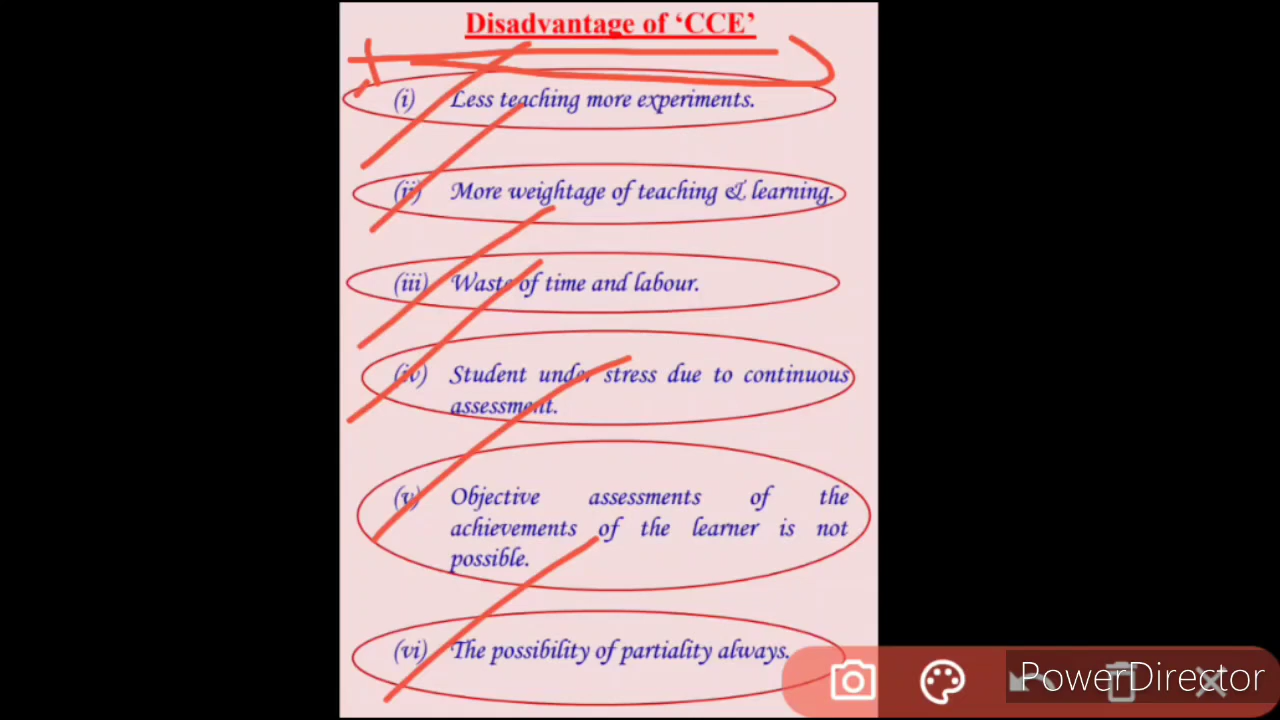 Disadvantage of ‘CCE’
(i) Less teaching more experiments.
(ii) More weightage of teaching & learning.
(iii) Waste of time and labour.
(iv) Student under stress due to continuous
assessment.
(v) Objective assessments of the
achievements of the learner is not
possible.
(vi) The possibility of partiality always.
PowerDirector